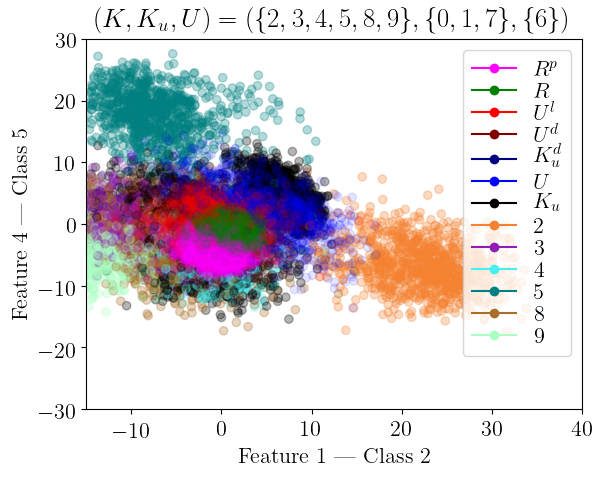 (K, K_u, U) = ({2, 3, 4, 5, 8, 9}, {0, 1, 7}, {6})
30
20
10
0
−10
−20
−30
Feature 4 — Class 5
R^p
R
U^l
U^d
K_u^d
U
K_u
2
3
4
5
8
9
−10
0
10
20
30
40
Feature 1 — Class 2